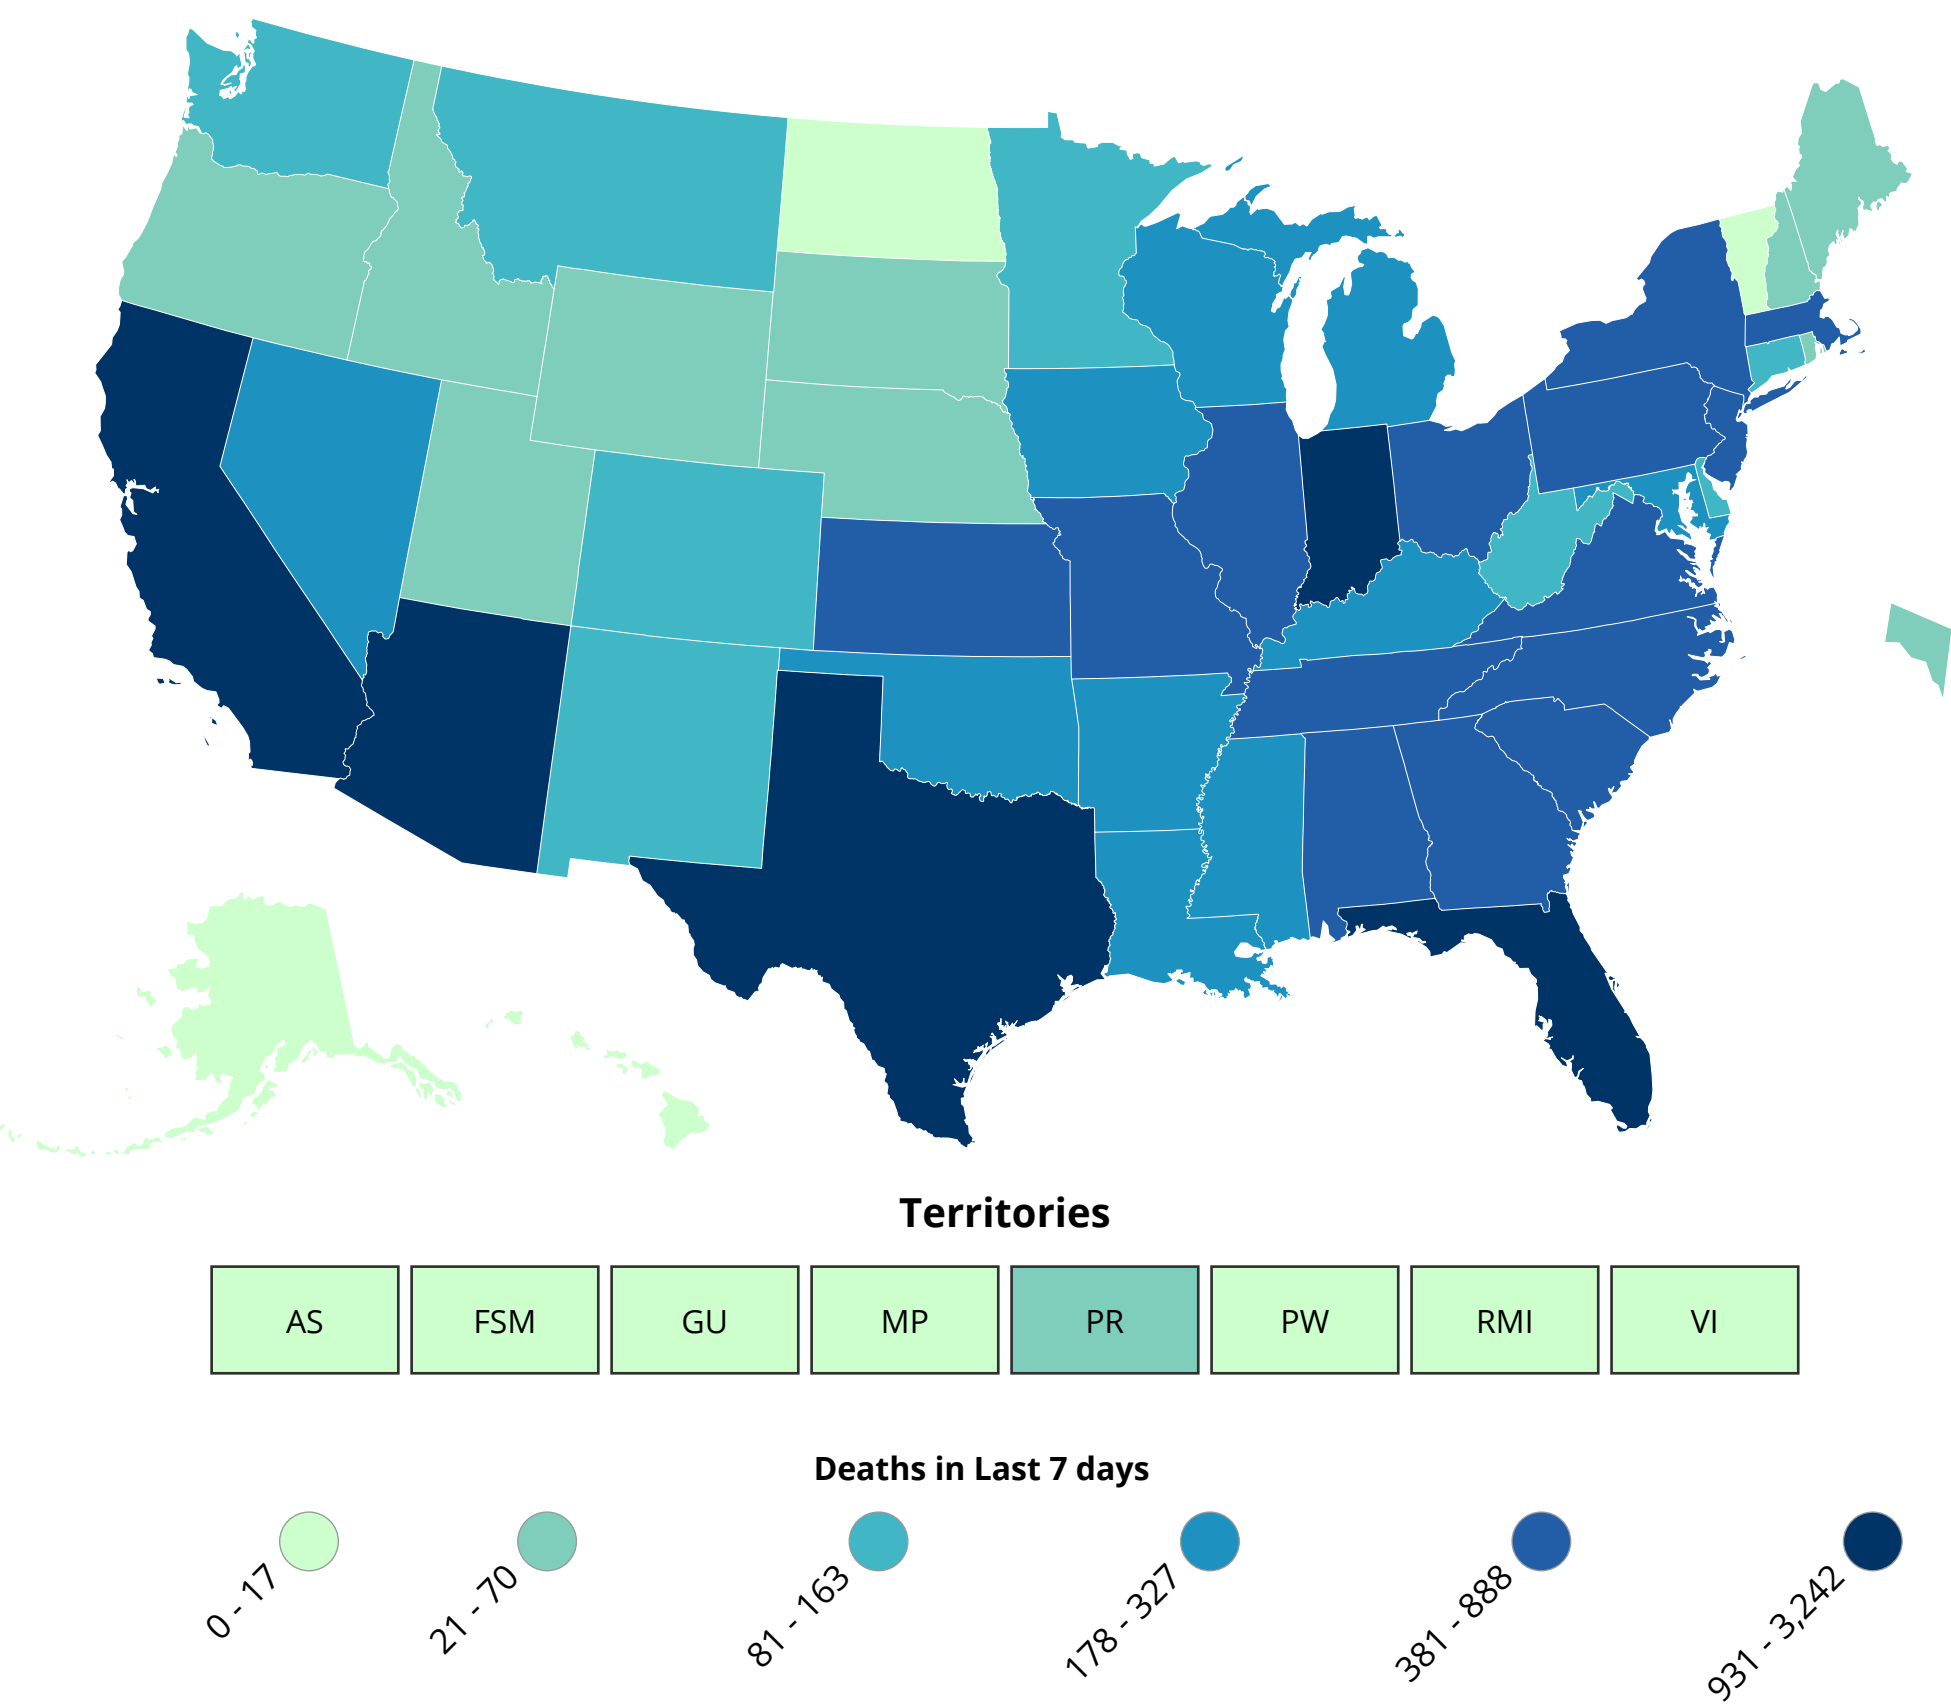 Territories
AS FSM GU MP PR PW RMI VI
Deaths in Last 7 days
0 - 17 21 - 70 81 - 163 178 - 327 381 - 888 931 - 3,242